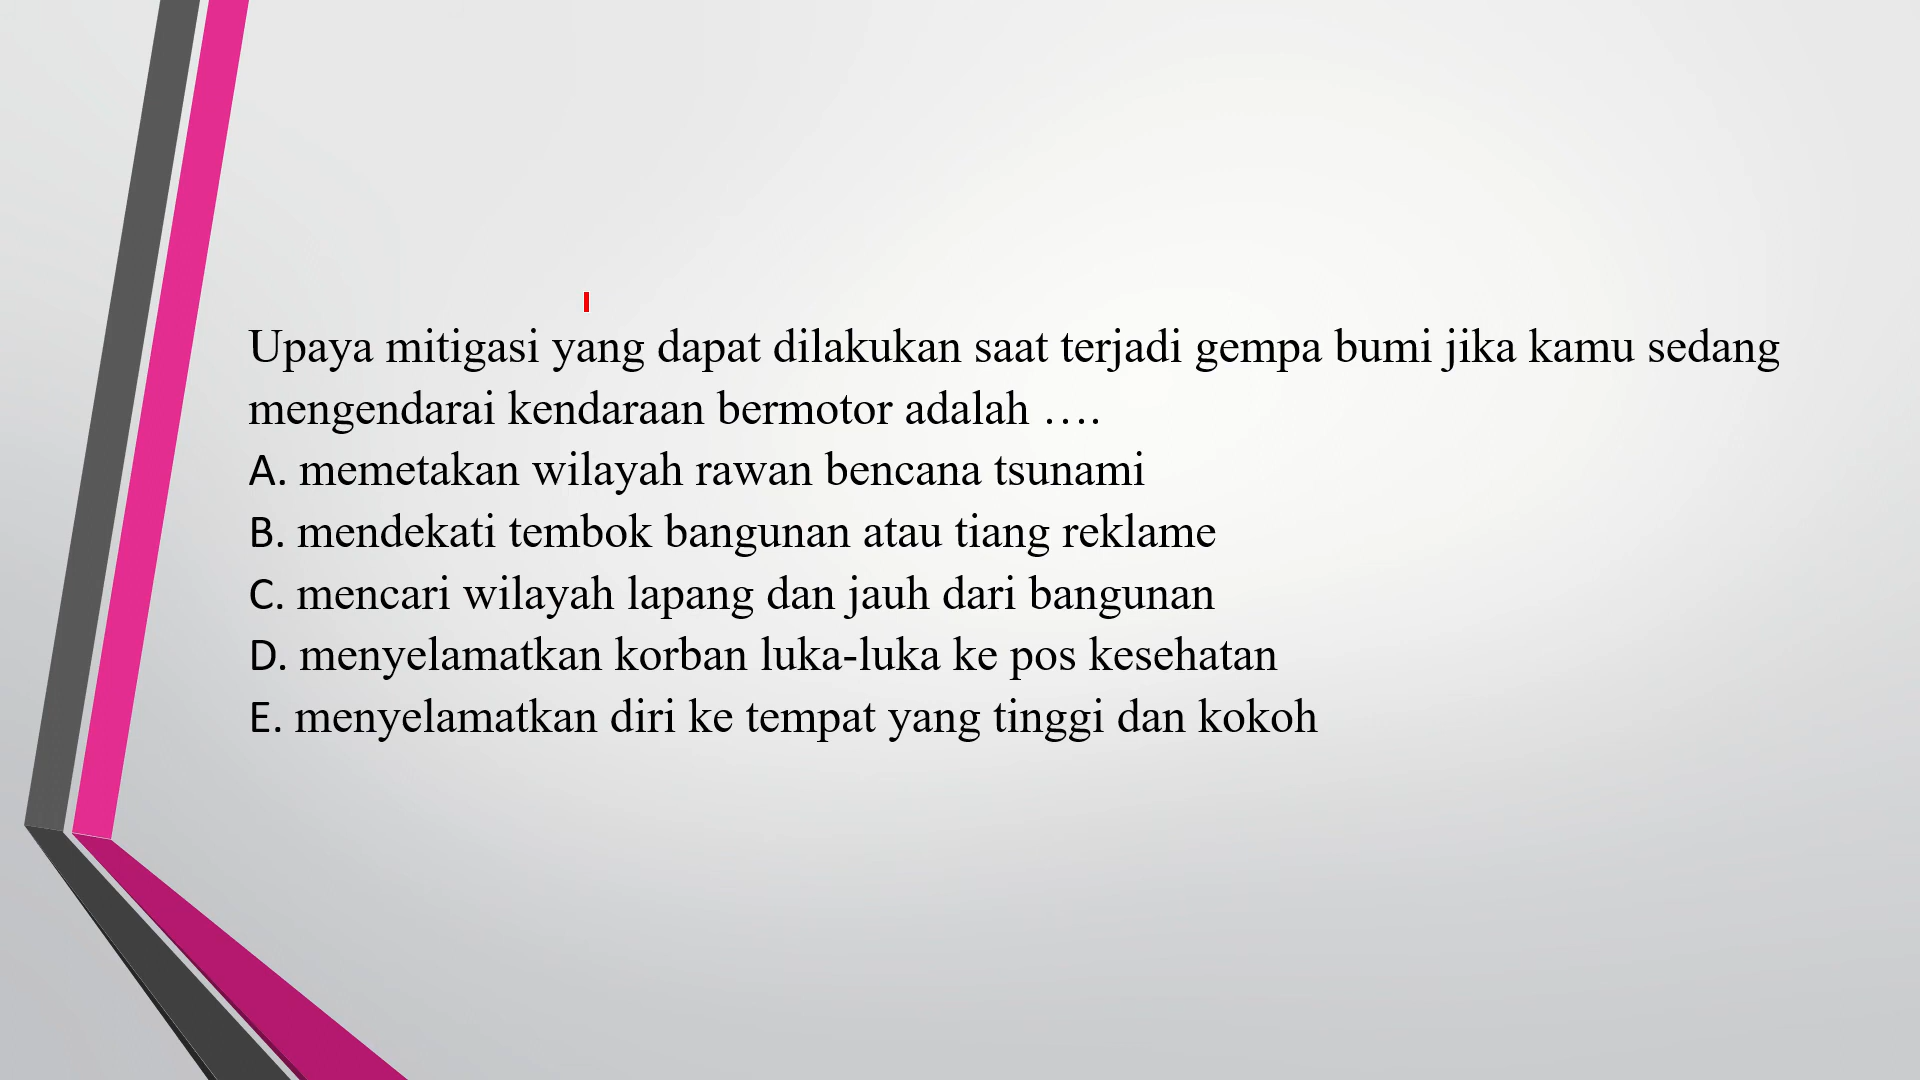 Upaya mitigasi yang dapat dilakukan saat terjadi gempa bumi jika kamu sedang
mengendarai kendaraan bermotor adalah ….
A. memetakan wilayah rawan bencana tsunami
B. mendekati tembok bangunan atau tiang reklame
C. mencari wilayah lapang dan jauh dari bangunan
D. menyelamatkan korban luka-luka ke pos kesehatan
E. menyelamatkan diri ke tempat yang tinggi dan kokoh